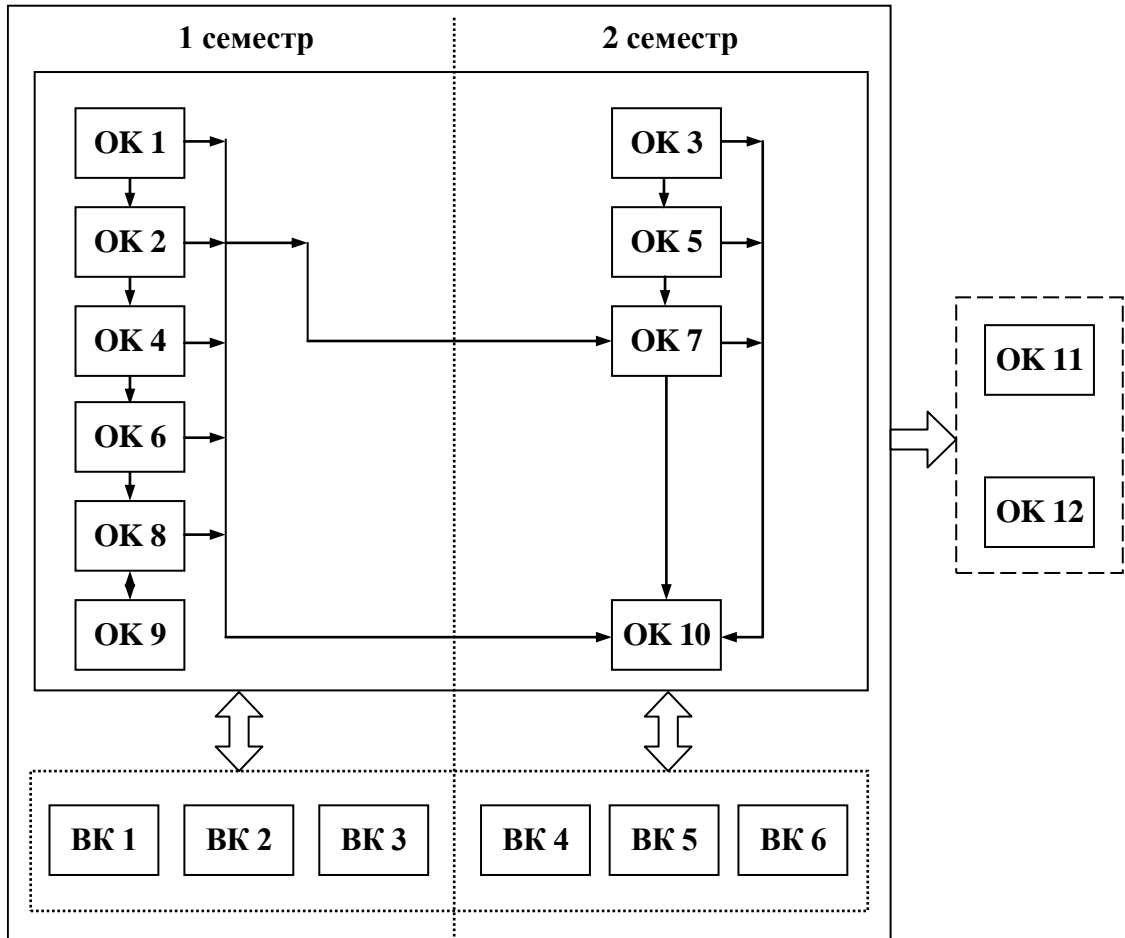 1 семестр 2 семестр
ОК 1 ОК 3
ОК 2 ОК 5
ОК 4 ОК 7
ОК 11
ОК 6
ОК 8
ОК 12
ОК 9 ОК 10
ВК 1 ВК 2 ВК 3 ВК 4 ВК 5 ВК 6